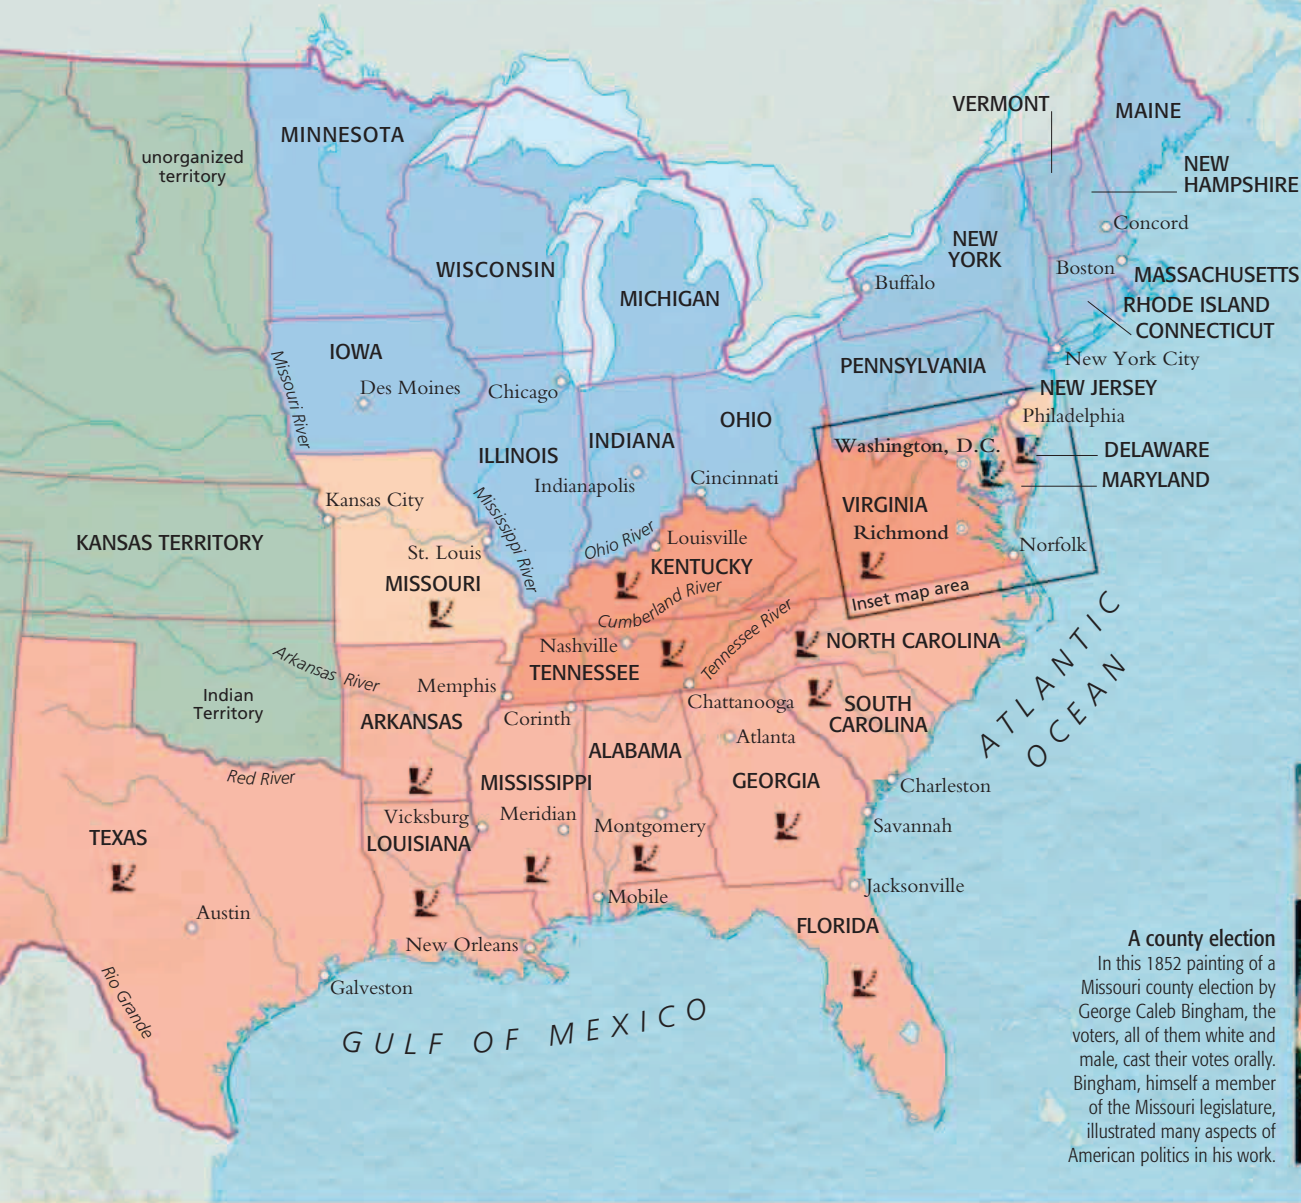 VERMONT
MAINE
MINNESOTA
unorganized
territory
NEW
HAMPSHIRE
Concord
NEW
YORK
WISCONSIN
Boston
MASSACHUSETTS
Buffalo
MICHIGAN
RHODE ISLAND
CONNECTICUT
IOWA
New York City
PENNSYLVANIA
Missouri River
Des Moines
Chicago
NEW JERSEY
Philadelphia
OHIO
INDIANA
Washington, D.C.
DELAWARE
ILLINOIS
MARYLAND
Indianapolis
Cincinnati
Kansas City
Mississippi River
VIRGINIA
Richmond
KANSAS TERRITORY
St. Louis
Ohio River
Louisville
Norfolk
KENTUCKY
MISSOURI
Cumberland River
Inset map area
Nashville
Tennessee River
NORTH CAROLINA
Arkansas River
TENNESSEE
Memphis
Indian
Territory
Chattanooga
SOUTH
CAROLINA
ATLANTIC
OCEAN
ARKANSAS
Corinth
Atlanta
ALABAMA
Red River
MISSISSIPPI
GEORGIA
Charleston
Vicksburg
Meridian
Montgomery
Savannah
TEXAS
LOUISIANA
Jacksonville
Mobile
Austin
FLORIDA
New Orleans
Rio Grande
Galveston
GULF OF MEXICO
A county election
In this 1852 painting of a
Missouri county election by
George Caleb Bingham, the
voters, all of them white and
male, cast their votes orally.
Bingham, himself a member
of the Missouri legislature,
illustrated many aspects of
American politics in his work.